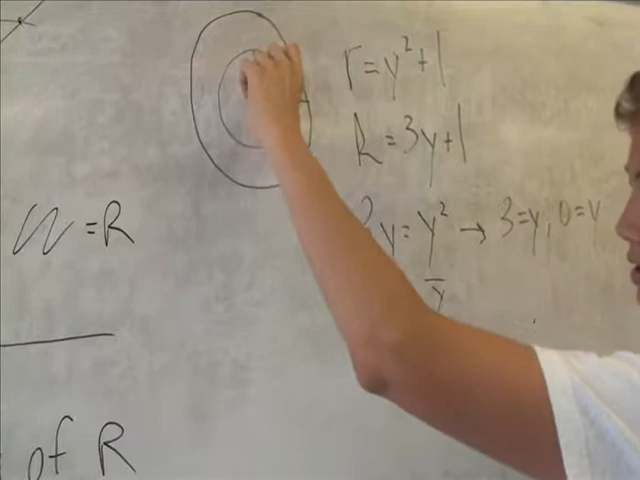 r=y²+1
R=3y+1
3y=y² → 3=y, 0=y
y
=R
of R